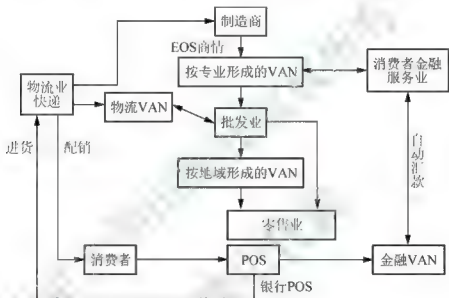 制造商
EOS商情
按专业形成的VAN
消费者金融
服务业
物流业
快递
物流VAN
批发业
进货
配销
自动汇款
按地域形成的VAN
零售业
消费者
POS
金融VAN
银行POS